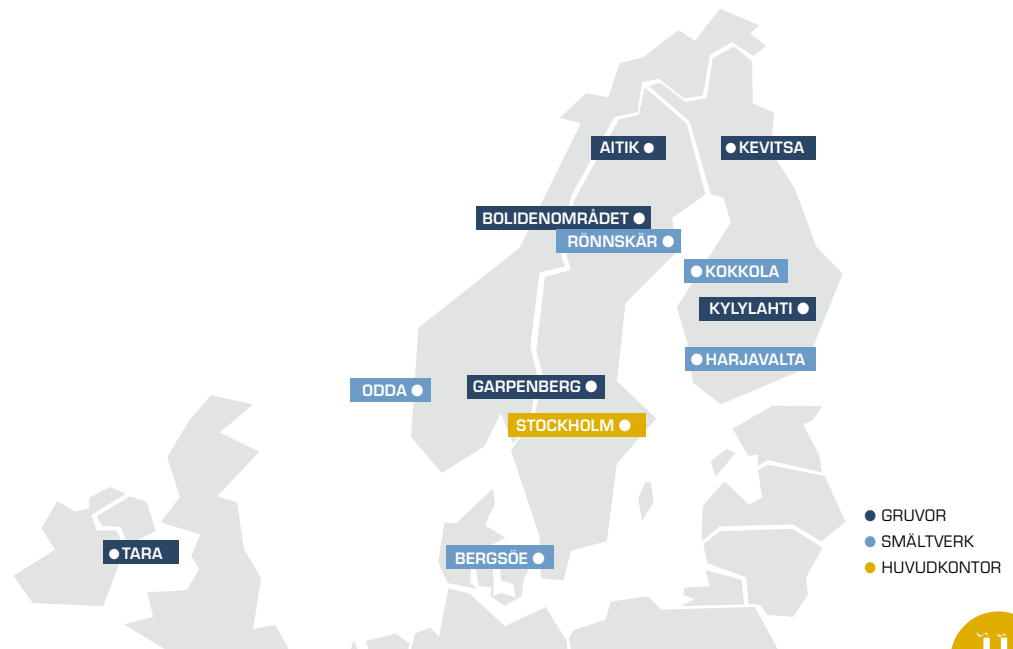 AITIK
KEVITSA
BOLIDENOMRÅDET
RÖNNSKÄR
KOKKOLA
KYLYLAHTI
HARJAVALTA
ODDA
GARPENBERG
STOCKHOLM
TARA
BERGSÖE
GRUVOR
SMÄLTVERK
HUVUDKONTOR